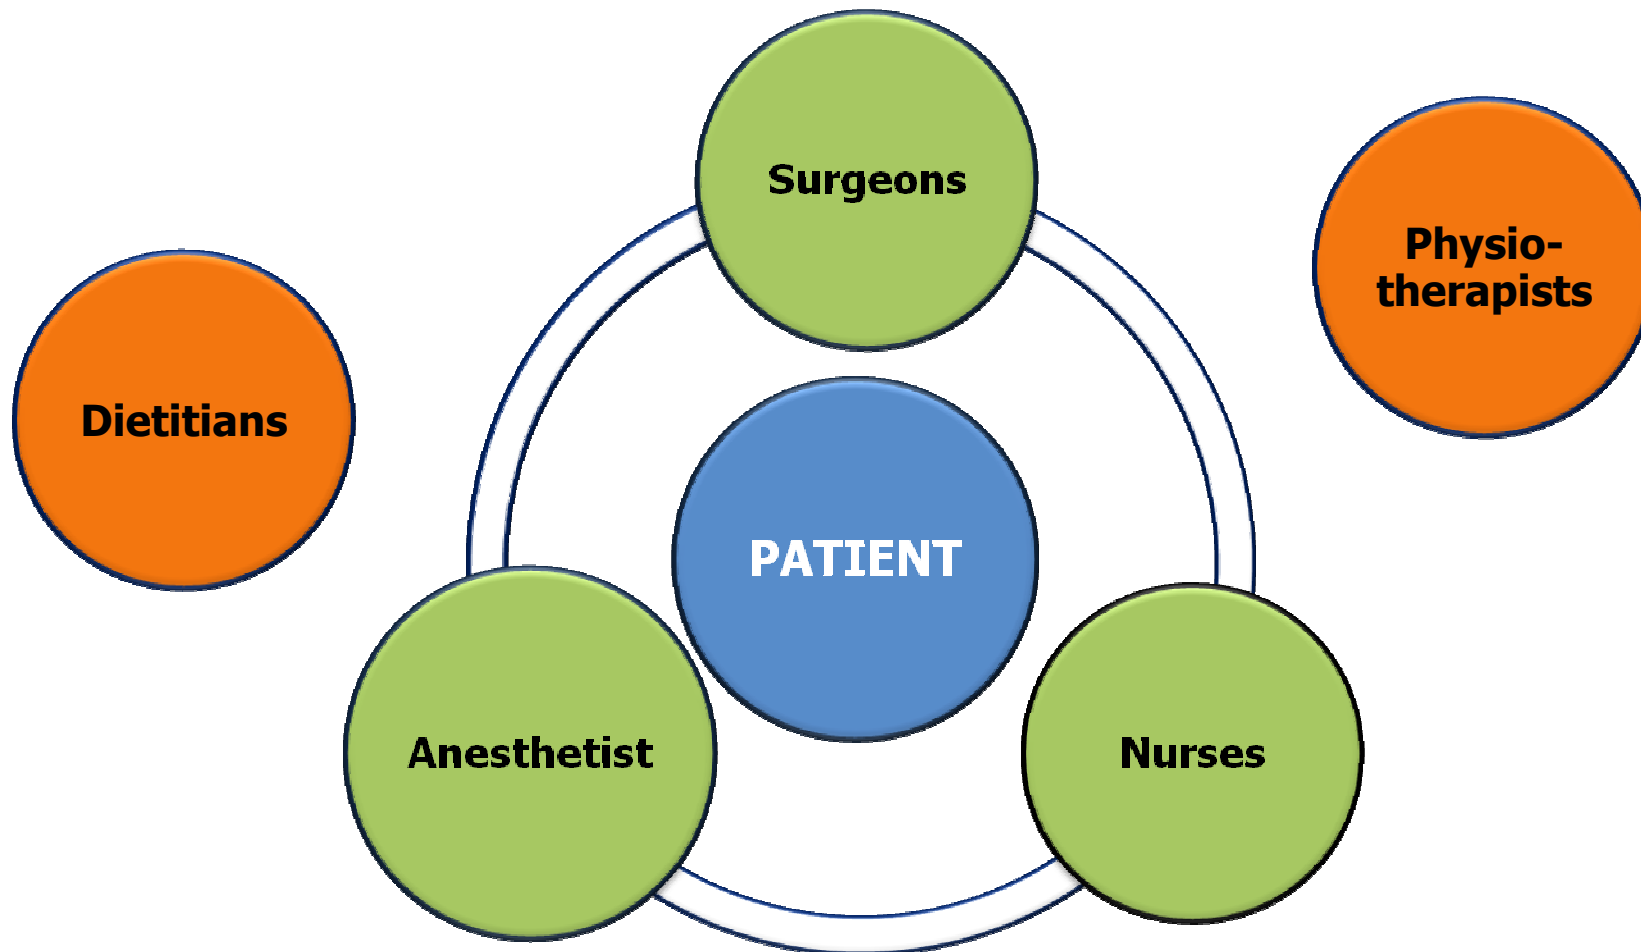 Surgeons
Physio-
therapists
Dietitians
PATIENT
Anesthetist
Nurses